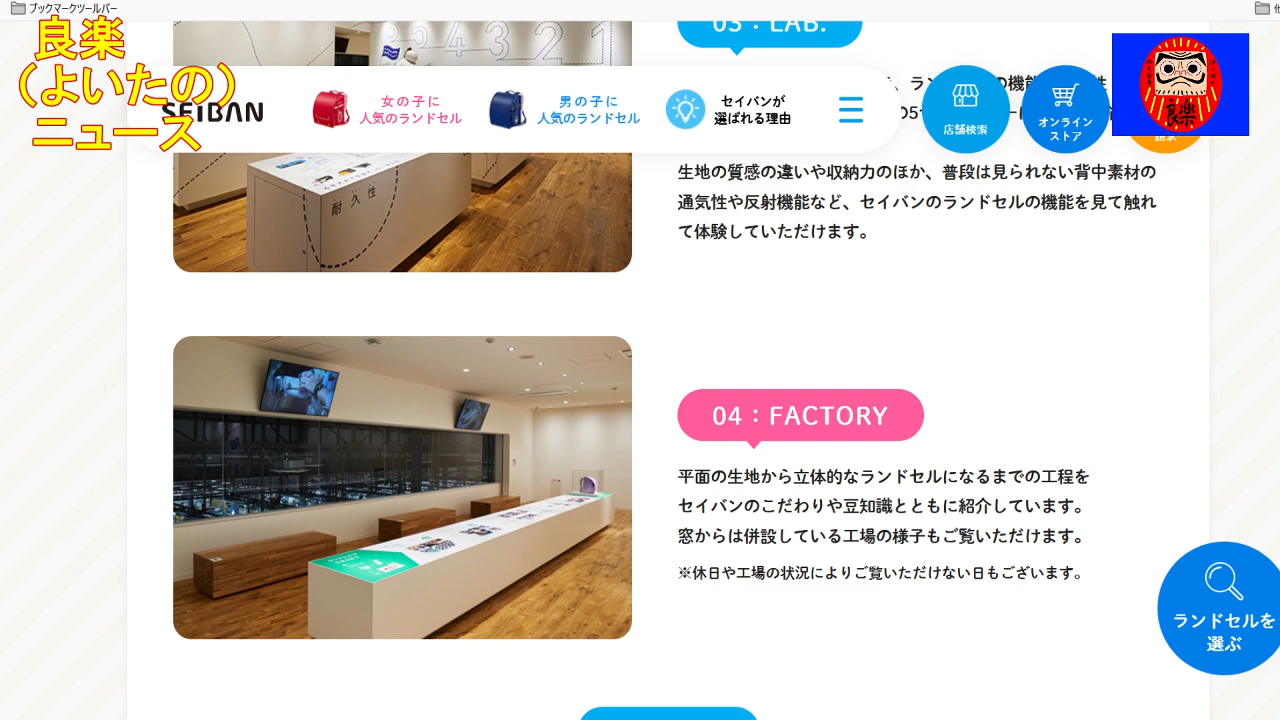 ブックマークツールバー
他
良楽
(よいたの)
ニュース
SEIBAN
女の子に
人気のランドセル
男の子に
人気のランドセル
セイバンが
選ばれる理由
店舗検索
オンライン
ストア
良楽
03：LAB.
生地の質感の違いや収納力のほか、普段は見られない背中素材の
通気性や反射機能など、セイバンのランドセルの機能を見て触れ
て体験していただけます。
耐久性
5 4 3 2 1
04：FACTORY
平面の生地から立体的なランドセルになるまでの工程を
セイバンのこだわりや豆知識とともに紹介しています。
窓からは併設している工場の様子もご覧いただけます。
※休日や工場の状況によりご覧いただけない日もございます。
ランドセルを
選ぶ